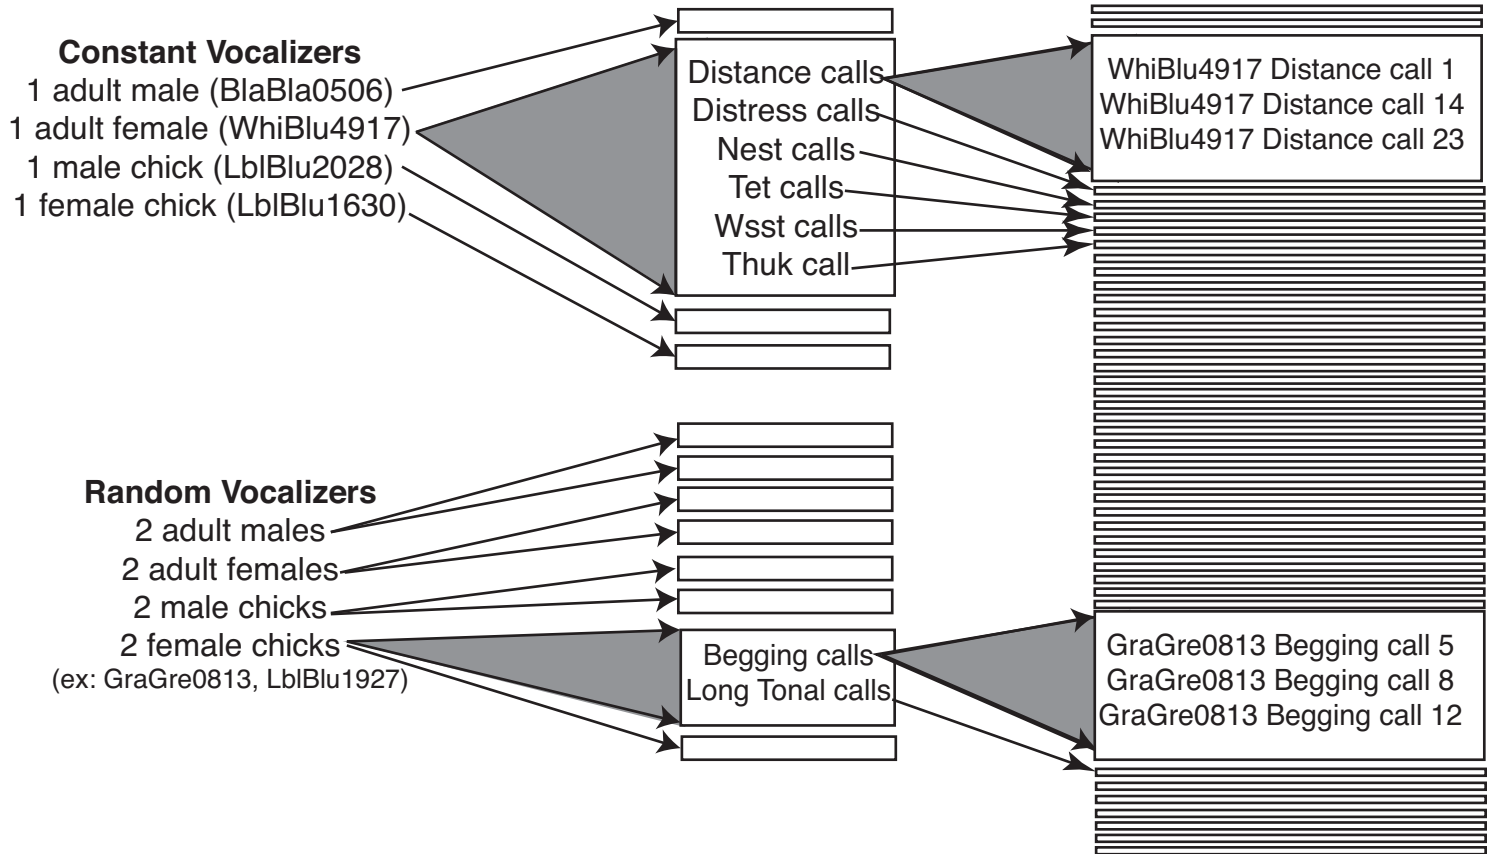 Constant Vocalizers
1 adult male (BlaBla0506)
1 adult female (WhiBlu4917)
1 male chick (LblBlu2028)
1 female chick (LblBlu1630)
Distance calls
Distress calls
Nest calls
Tet calls
Wsst calls
Thuk call
WhiBlu4917 Distance call 1
WhiBlu4917 Distance call 14
WhiBlu4917 Distance call 23
Random Vocalizers
2 adult males
2 adult females
2 male chicks
2 female chicks
(ex: GraGre0813, LblBlu1927)
Begging calls
Long Tonal calls
GraGre0813 Begging call 5
GraGre0813 Begging call 8
GraGre0813 Begging call 12